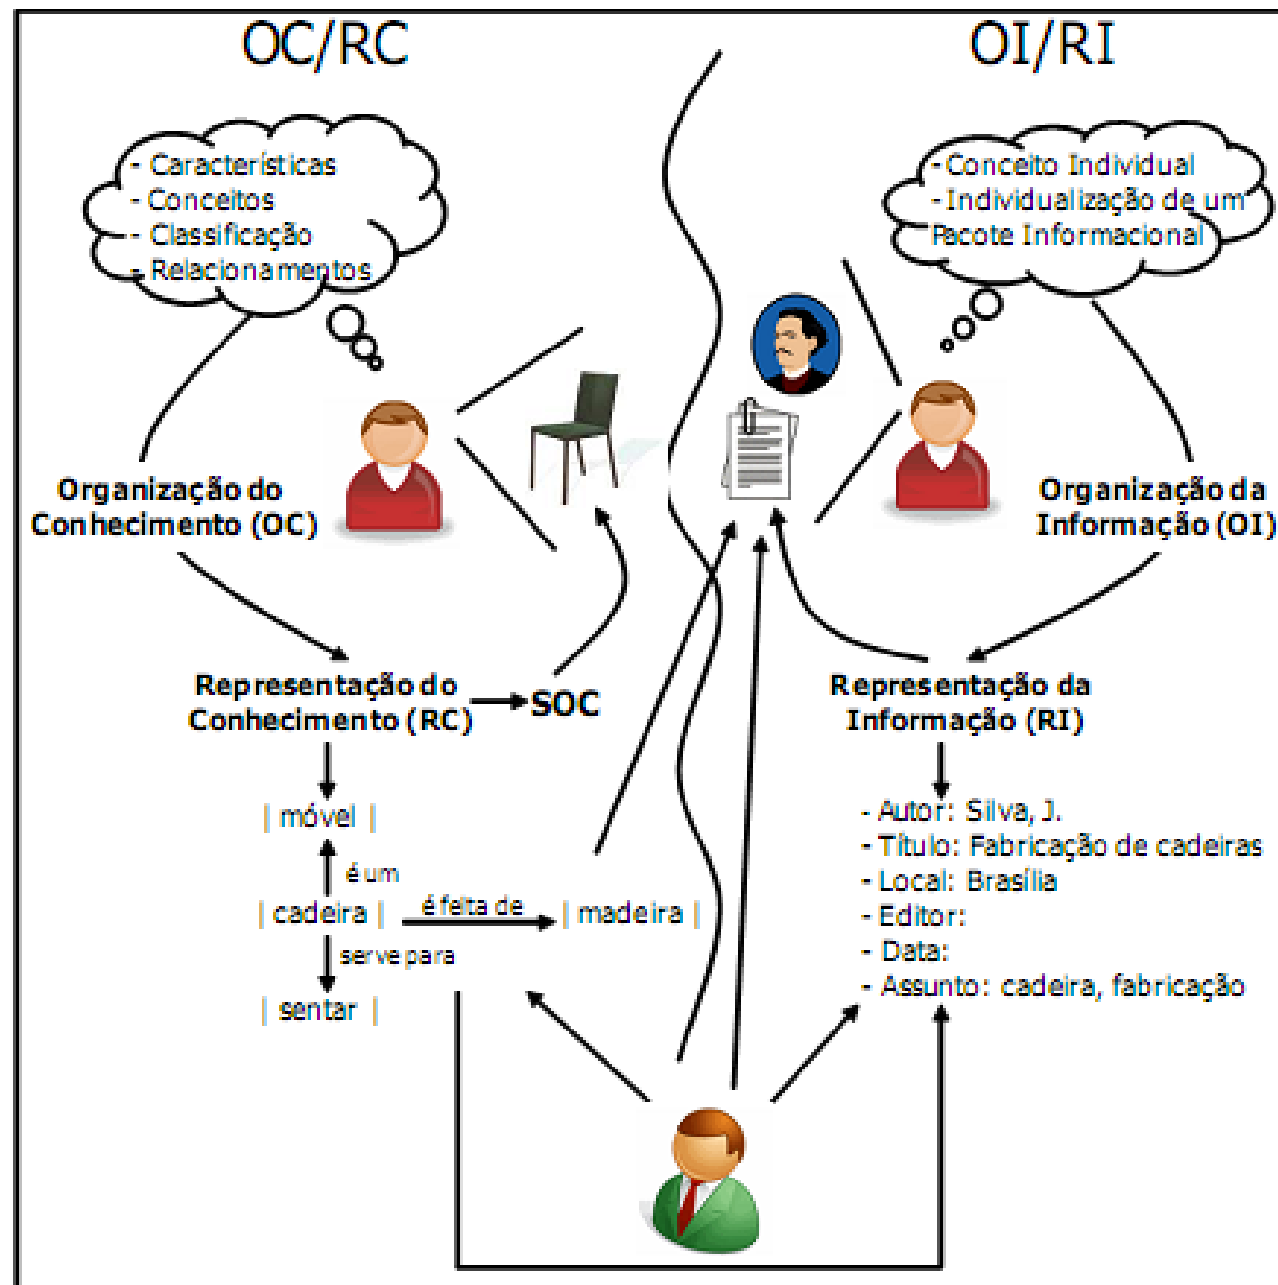 OC/RC
OI/RI
- Características
- Conceitos
- Classificação
- Relacionamentos
-Conceito Individual
-Individualização de um
Pacote Informacional
Organização do
Conhecimento (OC)
Organização da
Informação (OI)
Representação do
Conhecimento (RC)
SOC
Representação da
Informação (RI)
| móvel |
é um
| cadeira |
é feita de
| madeira |
serve para
| sentar |
- Autor: Silva, J.
- Título: Fabricação de cadeiras
- Local: Brasília
- Editor:
- Data:
- Assunto: cadeira, fabricação